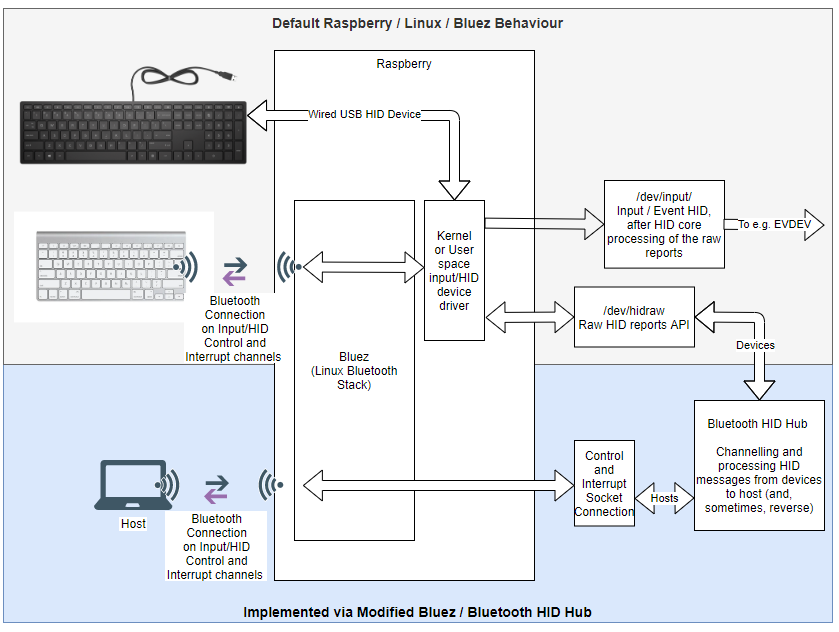 Default Raspberry / Linux / Bluez Behaviour
Raspberry
Wired USB HID Device
/dev/input/
Input / Event HID,
after HID core
processing of the raw
reports
To e.g. EVDEV
Kernel
or User
space
input/HID
device
driver
Bluetooth
Connection
on Input/HID
Control and
Interrupt channels
/dev/hidraw
Raw HID reports API
Devices
Bluez
(Linux Bluetooth
Stack)
Bluetooth HID Hub
Channelling and
processing HID
messages from devices
to host (and,
sometimes, reverse)
Control
and
Interrupt
Socket
Connection
Hosts
Host
Bluetooth
Connection
on Input/HID
Control and
Interrupt channels
Implemented via Modified Bluez / Bluetooth HID Hub